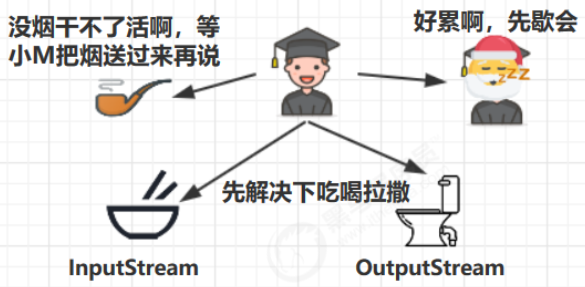 没烟干不了活啊，等
小M把烟送过来再说
好累啊，先歇会
zzz
先解决下吃喝拉撒
InputStream
OutputStream